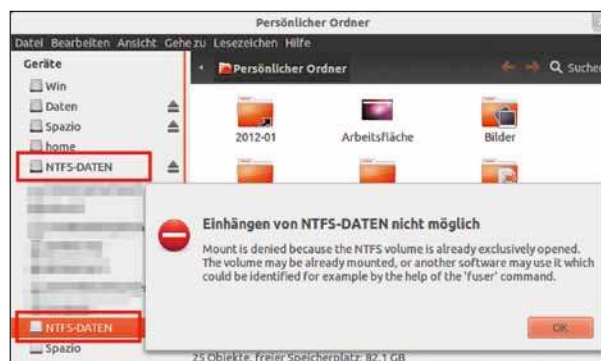 Persönlicher Ordner
Datei Bearbeiten Ansicht Gehe zu Lesezeichen Hilfe
Geräte
Persönlicher Ordner
Suchen
Win
Daten
Spazio
home
NTFS-DATEN
2012-01
Arbeitsfläche
Bilder
Einhängen von NTFS-DATEN nicht möglich
Mount is denied because the NTFS volume is already exclusively opened.
The volume may be already mounted, or another software may use it which
could be identified for example by the help of the 'fuser' command.
OK
NTFS-DATEN
Spazio
25 Objekte, freier Speicherplatz: 82,1 GB